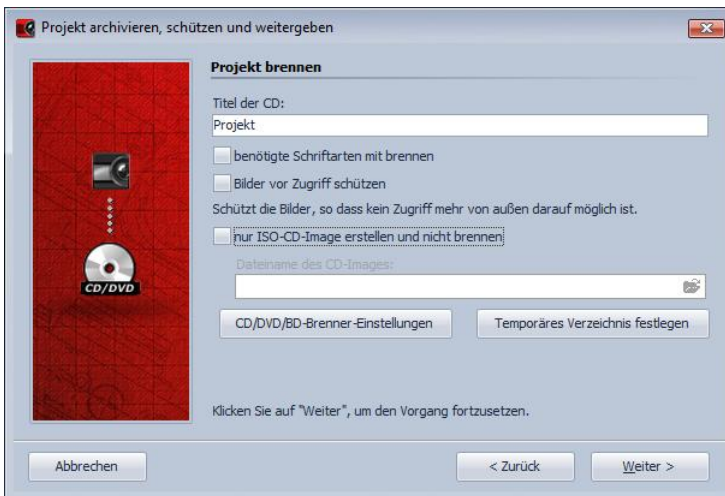 Projekt archivieren, schützen und weitergeben
Projekt brennen
Titel der CD:
Projekt
benötigte Schriftarten mit brennen
Bilder vor Zugriff schützen
Schützt die Bilder, so dass kein Zugriff mehr von außen darauf möglich ist.
nur ISO-CD-Image erstellen und nicht brennen
Dateiname des CD-Images:
CD/DVD
CD/DVD/BD-Brenner-Einstellungen
Temporäres Verzeichnis festlegen
Klicken Sie auf "Weiter", um den Vorgang fortzusetzen.
Abbrechen
< Zurück
Weiter >